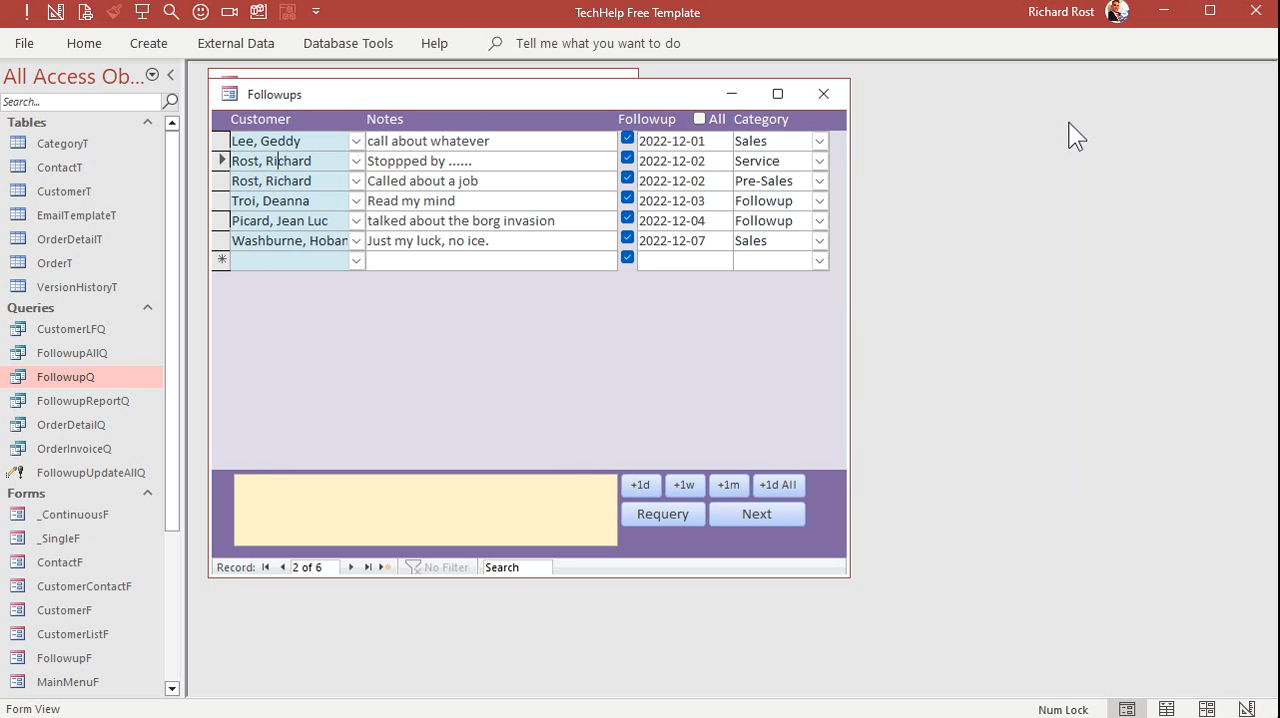 TechHelp Free Template
Richard Rost
File Home Create External Data Database Tools Help Tell me what you want to do
All Access Ob...
Search...
Tables
CategoryT
ContactT
CustomerT
EmailTemplateT
OrderDetailT
OrderT
VersionHistoryT
Queries
CustomerLFQ
FollowupAllQ
FollowupQ
FollowupReportQ
OrderDetailQ
OrderInvoiceQ
FollowupUpdateAllQ
Forms
_ContinuousF
_SingleF
ContactF
CustomerContactF
CustomerF
CustomerListF
FollowupF
MainMenuF
Followups
Customer Notes Followup All Category
Lee, Geddy call about whatever 2022-12-01 Sales
Rost, Richard Stoppped by ...... 2022-12-02 Service
Rost, Richard Called about a job 2022-12-02 Pre-Sales
Troi, Deanna Read my mind 2022-12-03 Followup
Picard, Jean Luc talked about the borg invasion 2022-12-04 Followup
Washburne, Hoban Just my luck, no ice. 2022-12-07 Sales
+1d +1w +1m +1d All
Requery Next
Record: 2 of 6 No Filter Search
Form View
Num Lock